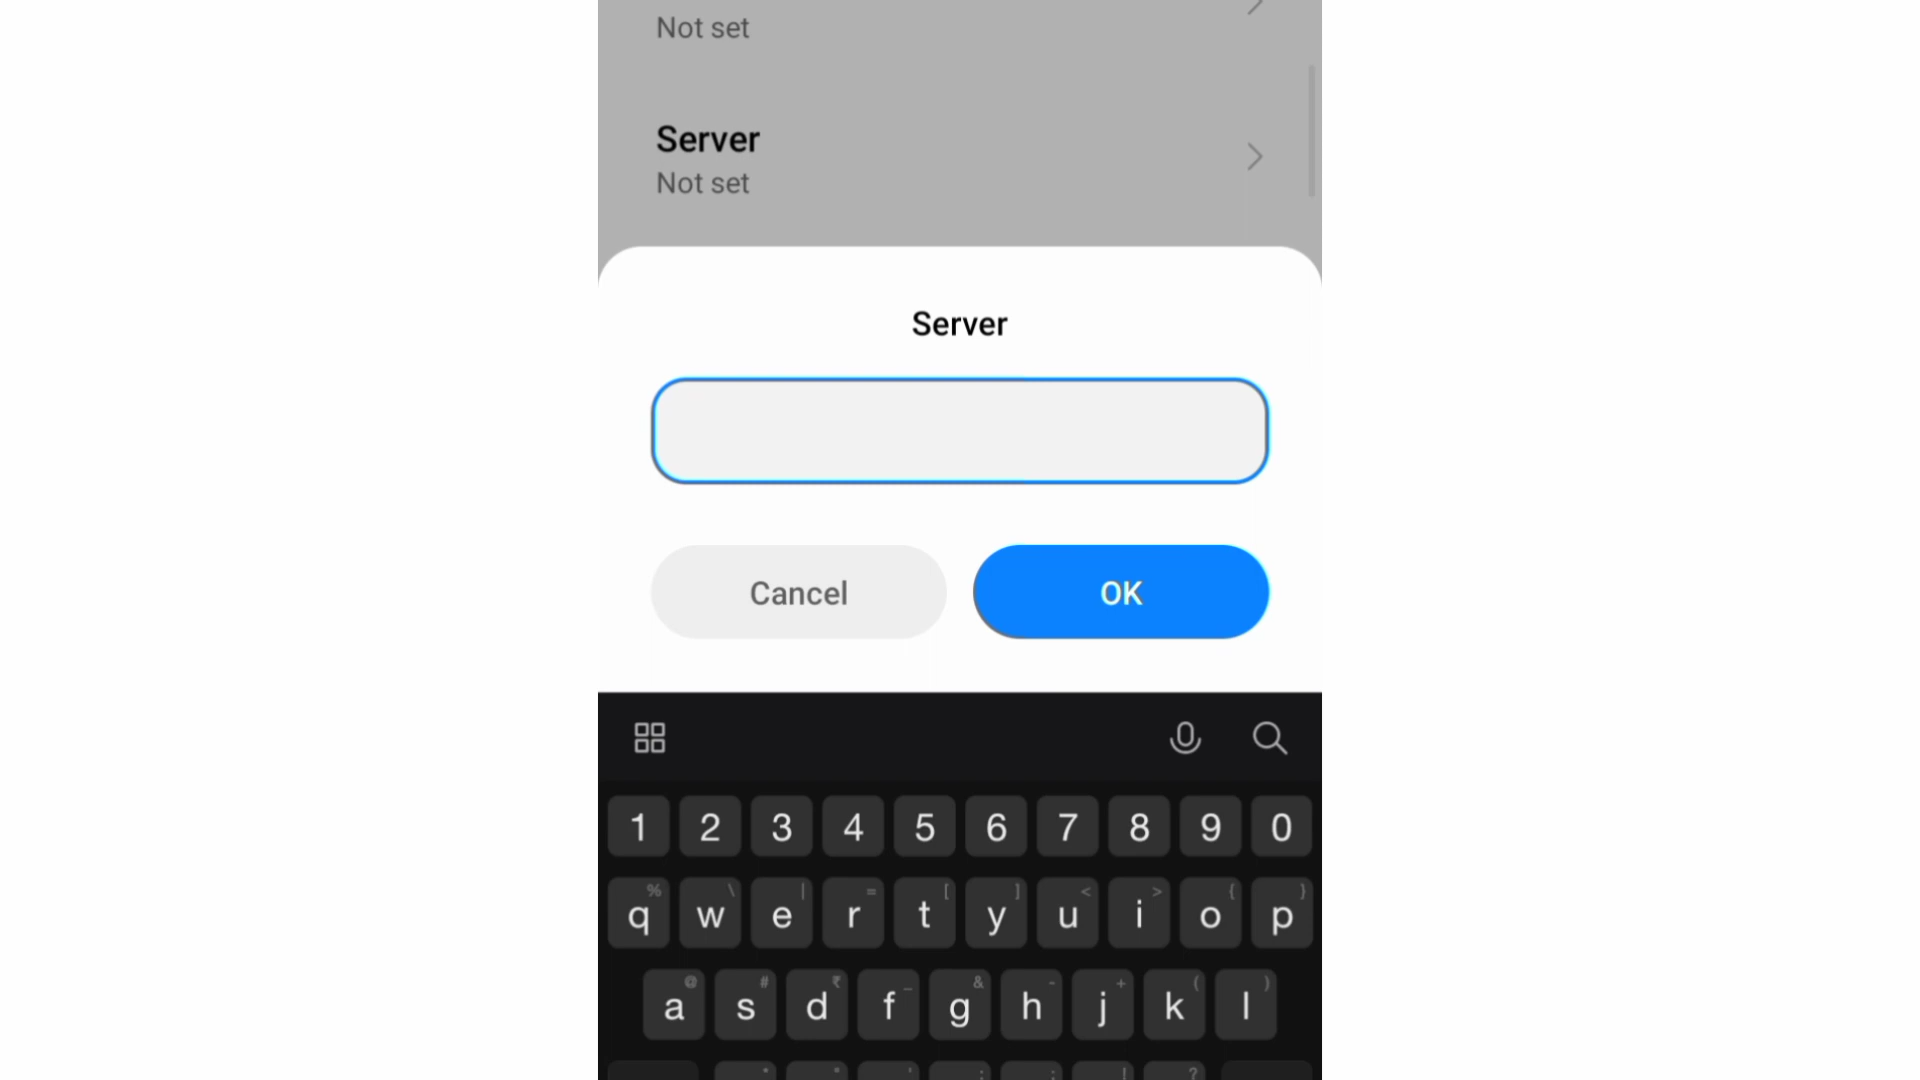 Not set
Server
Not set
Server
Cancel OK
1 2 3 4 5 6 7 8 9 0
% \ | = [ ] < > { }
q w e r t y u i o p
@ # ₹ _ & - + ( )
a s d f g h j k l
* " ' : ; ! ?